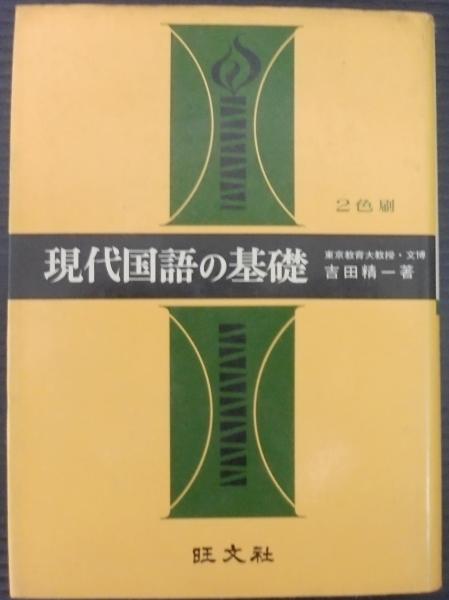 2色刷
現代国語の基礎
東京教育大教授・文博
吉田精一著
旺文社